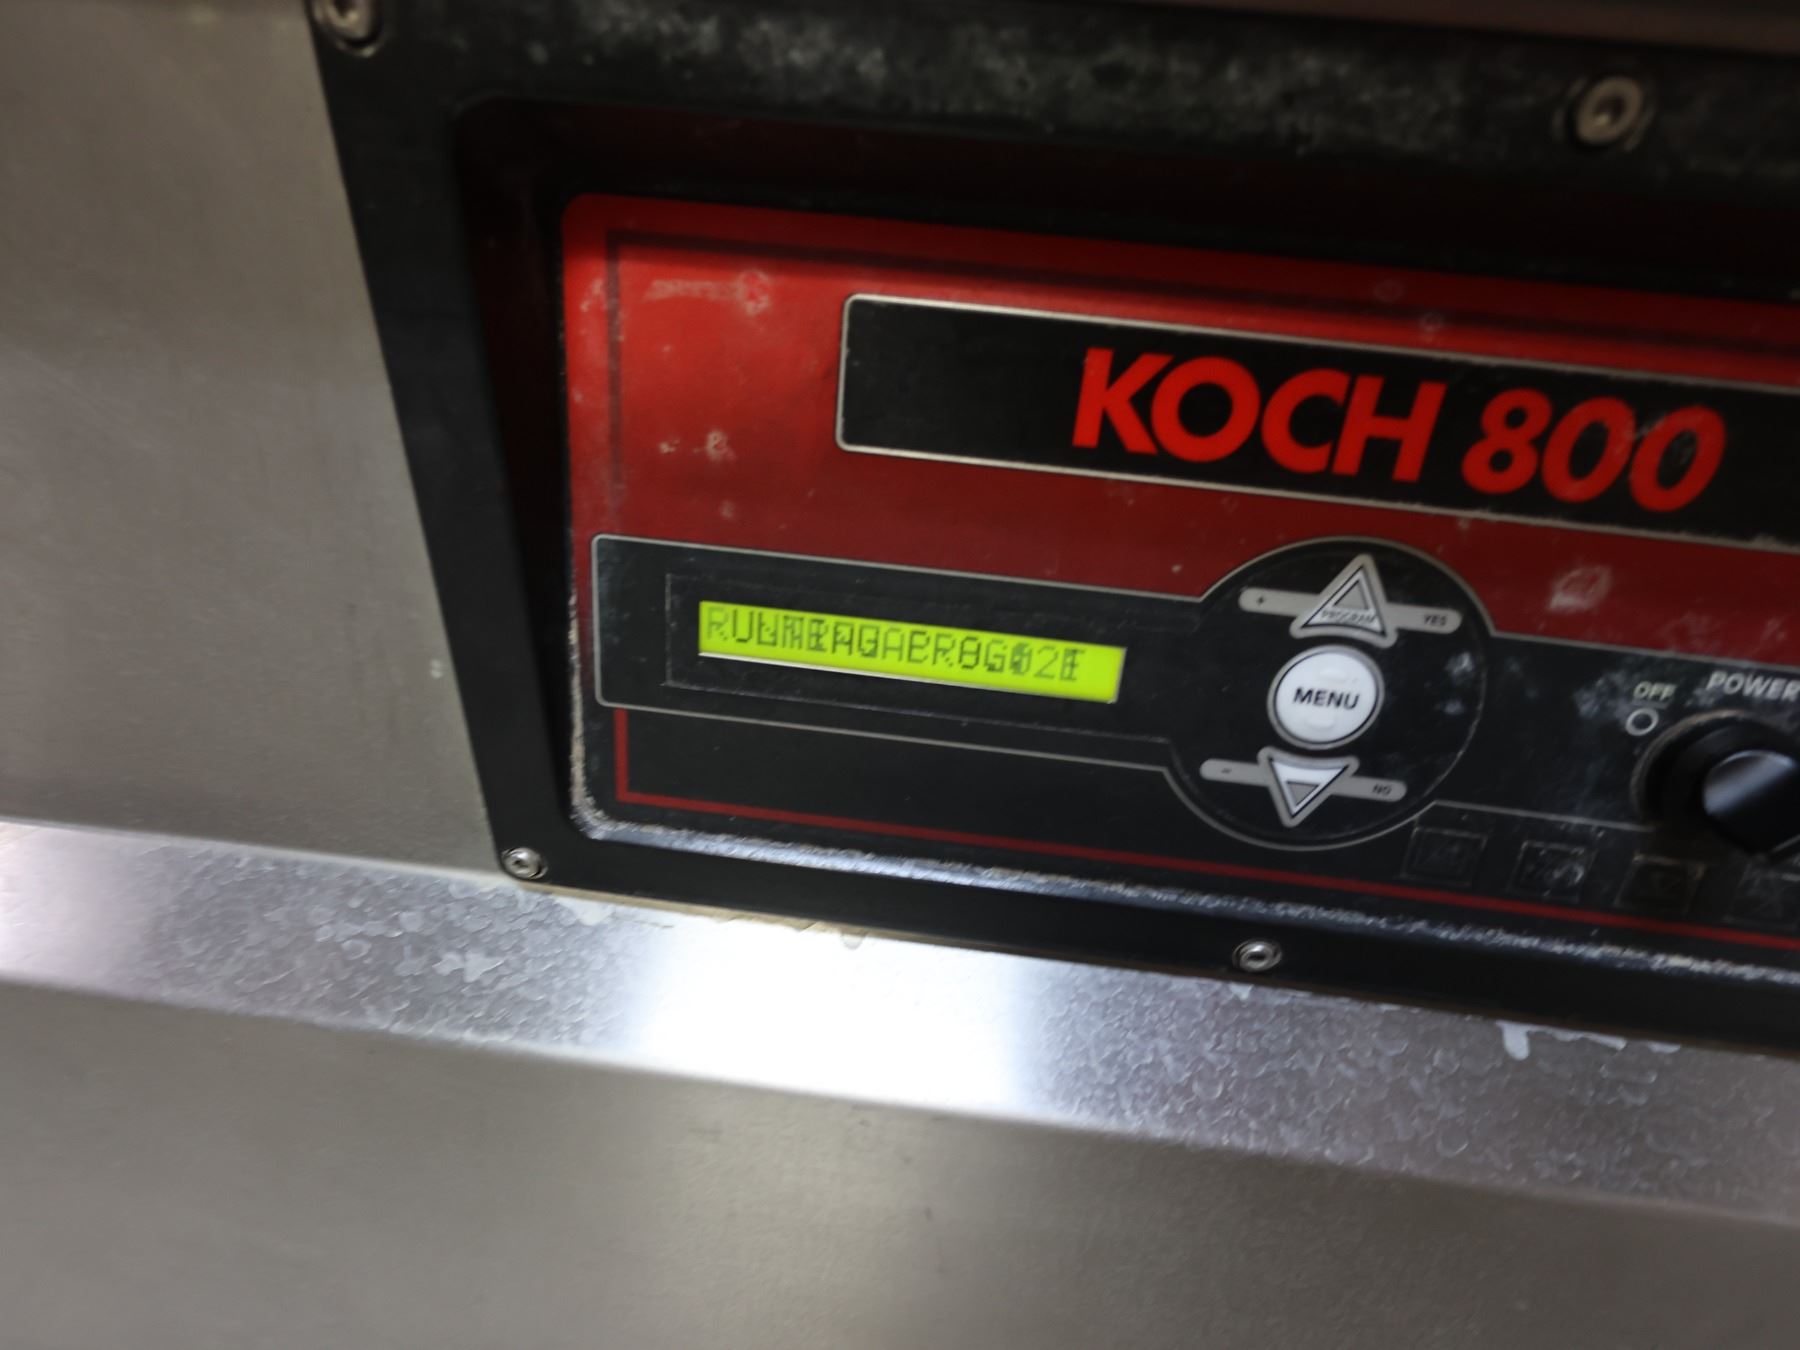 KOCH 800
+ PROGRAM YES
MENU
- NO
OFF POWER